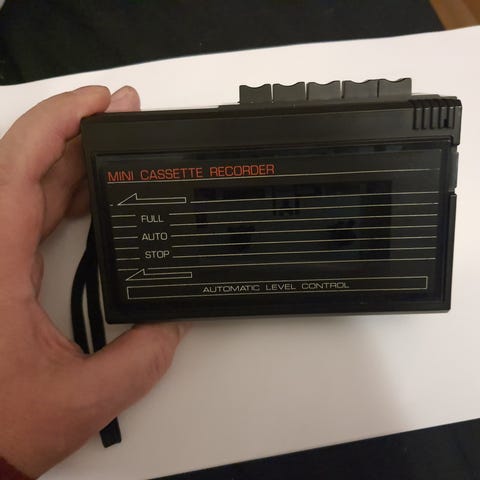 MINI CASSETTE RECORDER
FULL
AUTO
STOP
AUTOMATIC LEVEL CONTROL